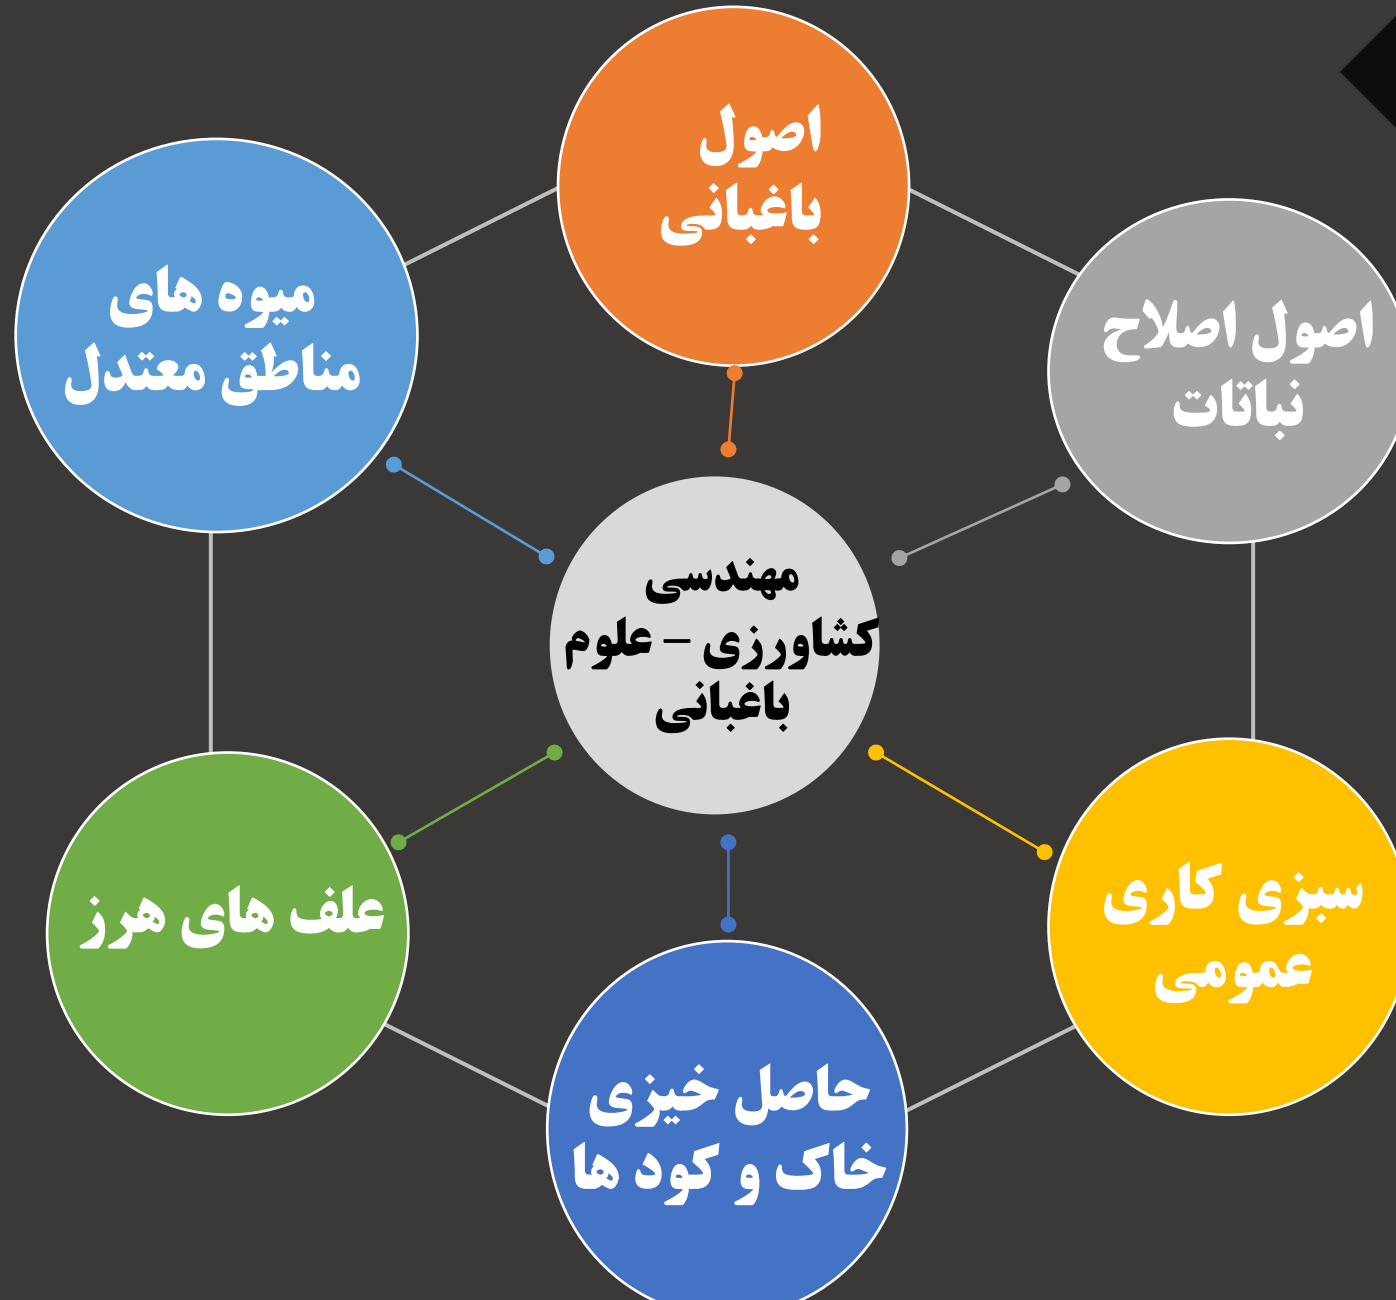 اصول
باغبانی
اصول اصلاح
نباتات
میوه های
مناطق معتدل
مهندسی
کشاورزی – علوم
باغبانی
سبزی کاری
عمومی
علف های هرز
حاصل خیزی
خاک و کود ها